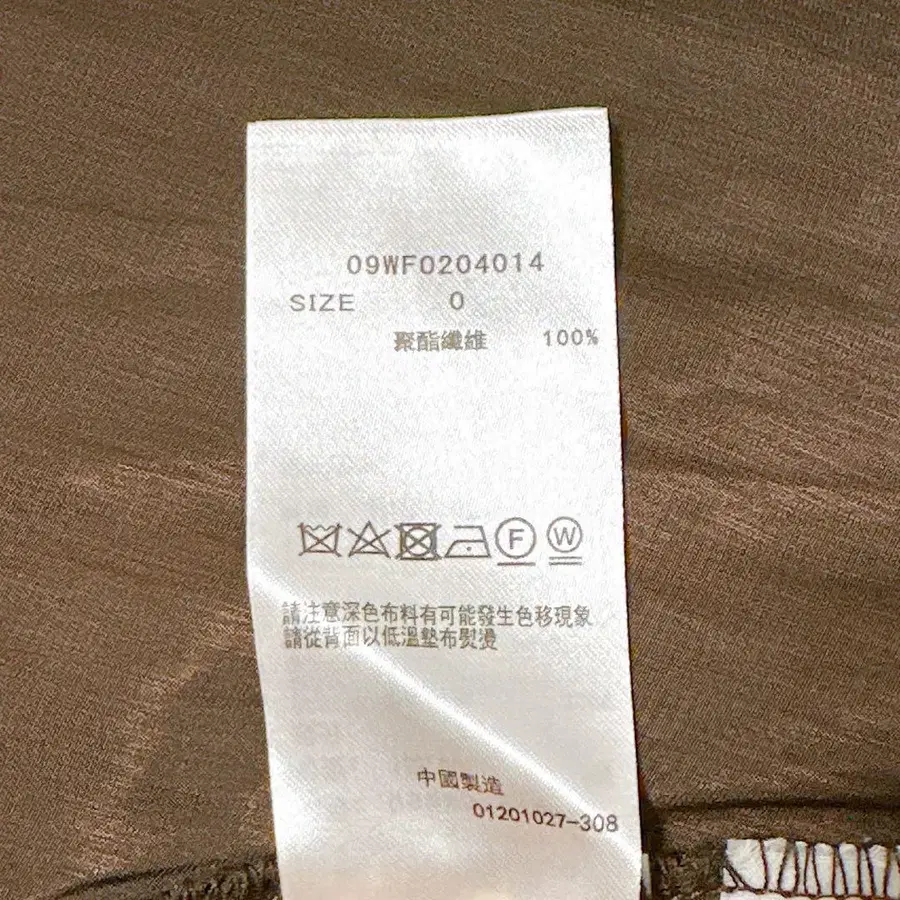 09WF0204014
SIZE 0
聚酯纖維 100%
F W
請注意深色布料有可能發生色移現象
請從背面以低溫墊布熨燙
中國製造
01201027-308